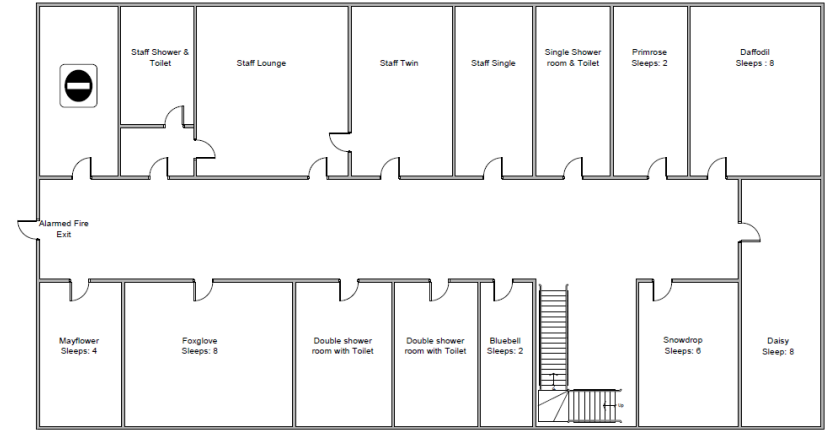 Staff Shower &
Toilet
Staff Lounge
Staff Twin
Staff Single
Single Shower
room & Toilet
Primrose
Sleeps: 2
Daffodil
Sleeps : 8
Alarmed Fire
Exit
Mayflower
Sleeps: 4
Foxglove
Sleeps: 8
Double shower
room with Toilet
Double shower
room with Toilet
Bluebell
Sleeps: 2
Up
Snowdrop
Sleeps: 6
Daisy
Sleep: 8